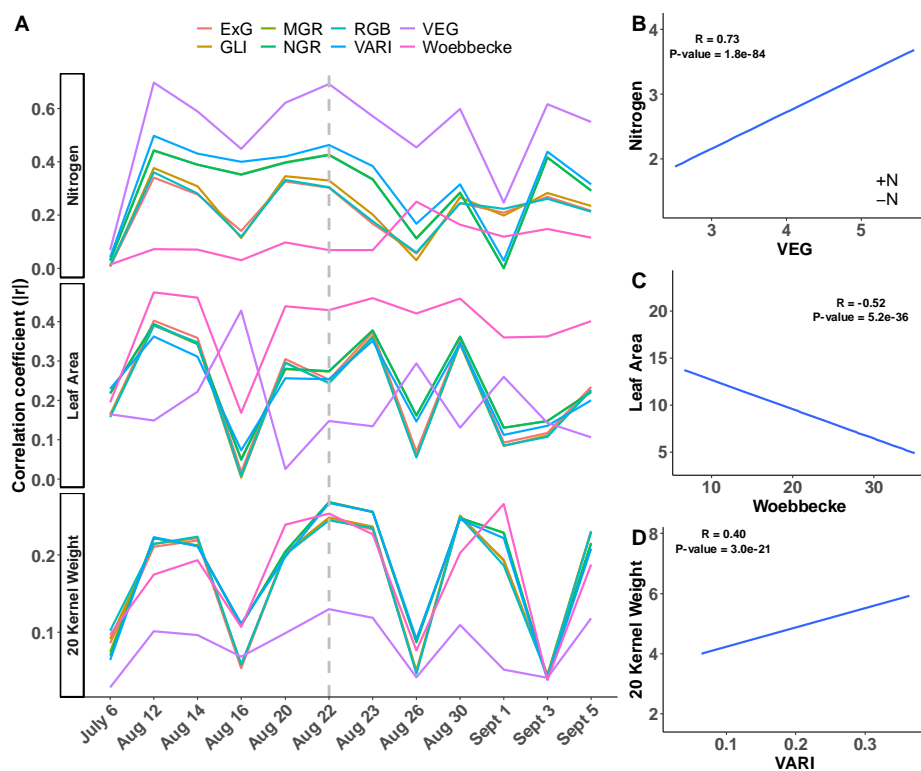 A
ExG MGR RGB VEG
GLI NGR VARI Woebbecke
Correlation coefficient (|r|)
Nitrogen
0.6
0.4
0.2
0.0
Leaf Area
0.4
0.3
0.2
0.1
0.0
20 Kernel Weight
0.2
0.1
July 6 Aug 12 Aug 14 Aug 16 Aug 20 Aug 22 Aug 23 Aug 26 Aug 30 Sept 1 Sept 3 Sept 5
B
R = 0.73
P-value = 1.8e-84
Nitrogen
4
3
2
+N
−N
3 4 5
VEG
C
R = -0.52
P-value = 5.2e-36
Leaf Area
20
15
10
5
10 20 30
Woebbecke
D
R = 0.40
P-value = 3.0e-21
20 Kernel Weight
8
6
4
2
0.1 0.2 0.3
VARI